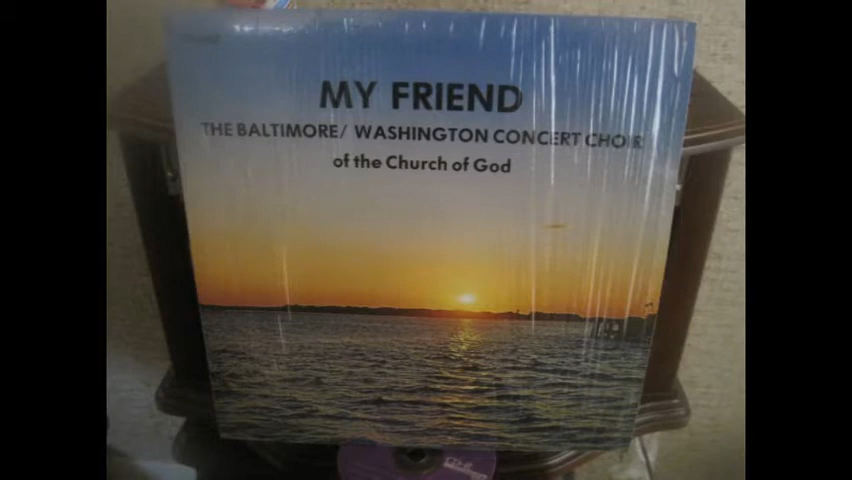 MY FRIEND
THE BALTIMORE/ WASHINGTON CONCERT CHOIR
of the Church of God